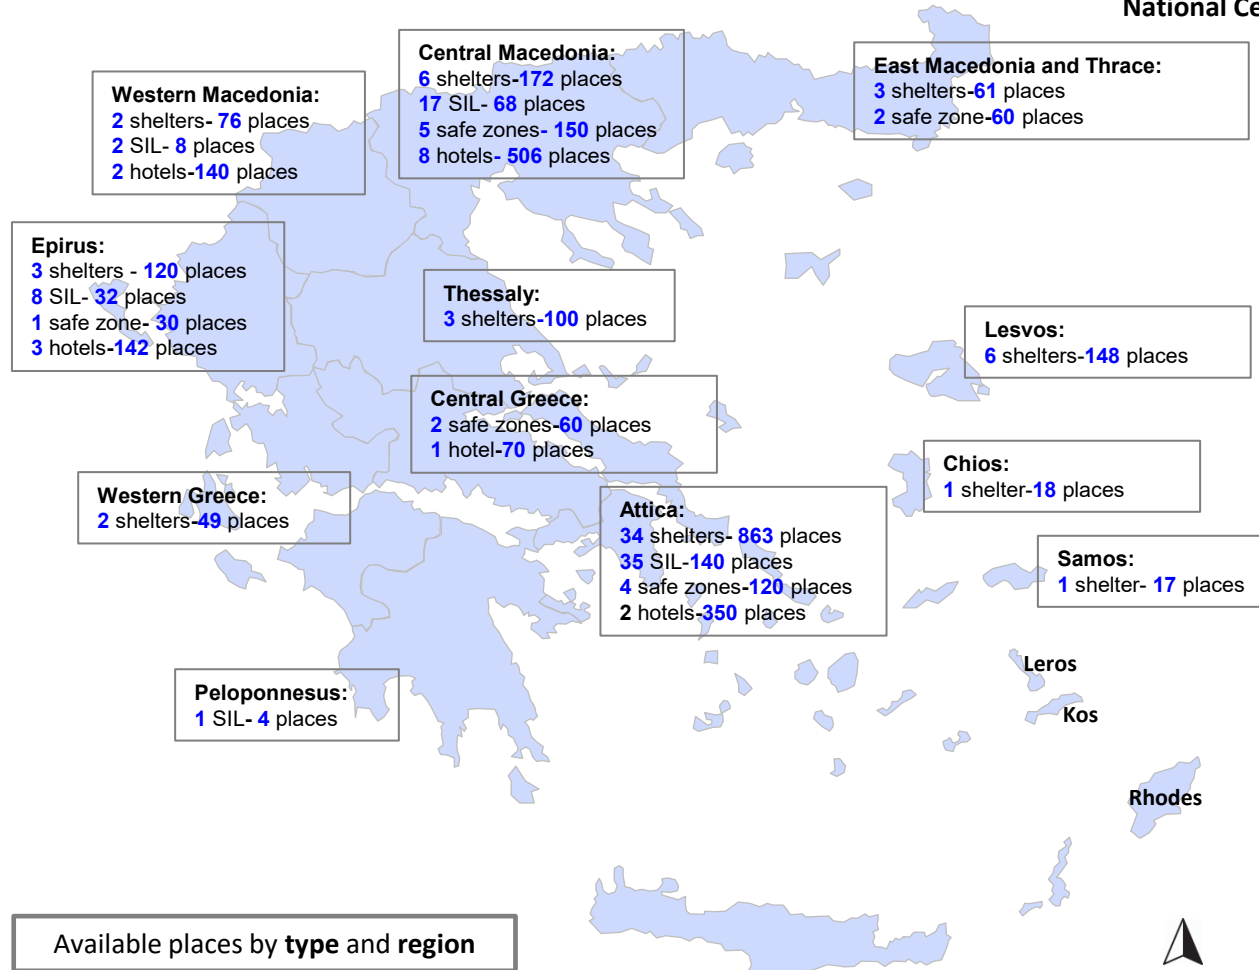 National Ce
Central Macedonia:
6 shelters-172 places
17 SIL- 68 places
5 safe zones- 150 places
8 hotels- 506 places
East Macedonia and Thrace:
3 shelters-61 places
2 safe zone-60 places
Western Macedonia:
2 shelters- 76 places
2 SIL- 8 places
2 hotels-140 places
Epirus:
3 shelters - 120 places
8 SIL- 32 places
1 safe zone- 30 places
3 hotels-142 places
Thessaly:
3 shelters-100 places
Lesvos:
6 shelters-148 places
Central Greece:
2 safe zones-60 places
1 hotel-70 places
Chios:
1 shelter-18 places
Western Greece:
2 shelters-49 places
Attica:
34 shelters- 863 places
35 SIL-140 places
4 safe zones-120 places
2 hotels-350 places
Samos:
1 shelter- 17 places
Leros
Kos
Peloponnesus:
1 SIL- 4 places
Rhodes
Available places by type and region